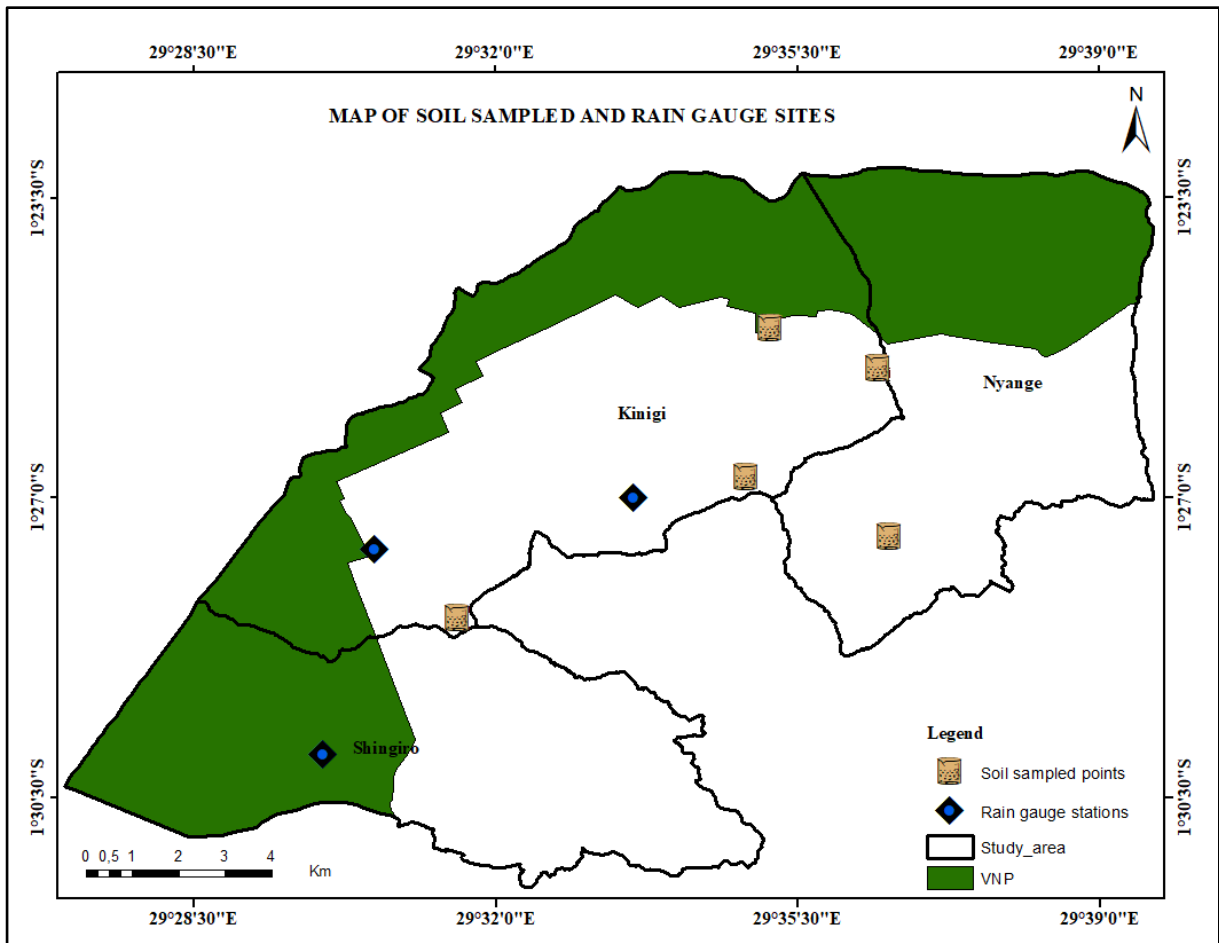 29°28'30"E 29°32'0"E 29°35'30"E 29°39'0"E
MAP OF SOIL SAMPLED AND RAIN GAUGE SITES
N
1°23'30"S 1°23'30"S
Nyange
Kinigi
1°27'0"S 1°27'0"S
Shingiro
Legend
Soil sampled points
1°30'30"S 1°30'30"S
Rain gauge stations
Study_area
VNP
0 0,5 1 2 3 4
Km
29°28'30"E 29°32'0"E 29°35'30"E 29°39'0"E